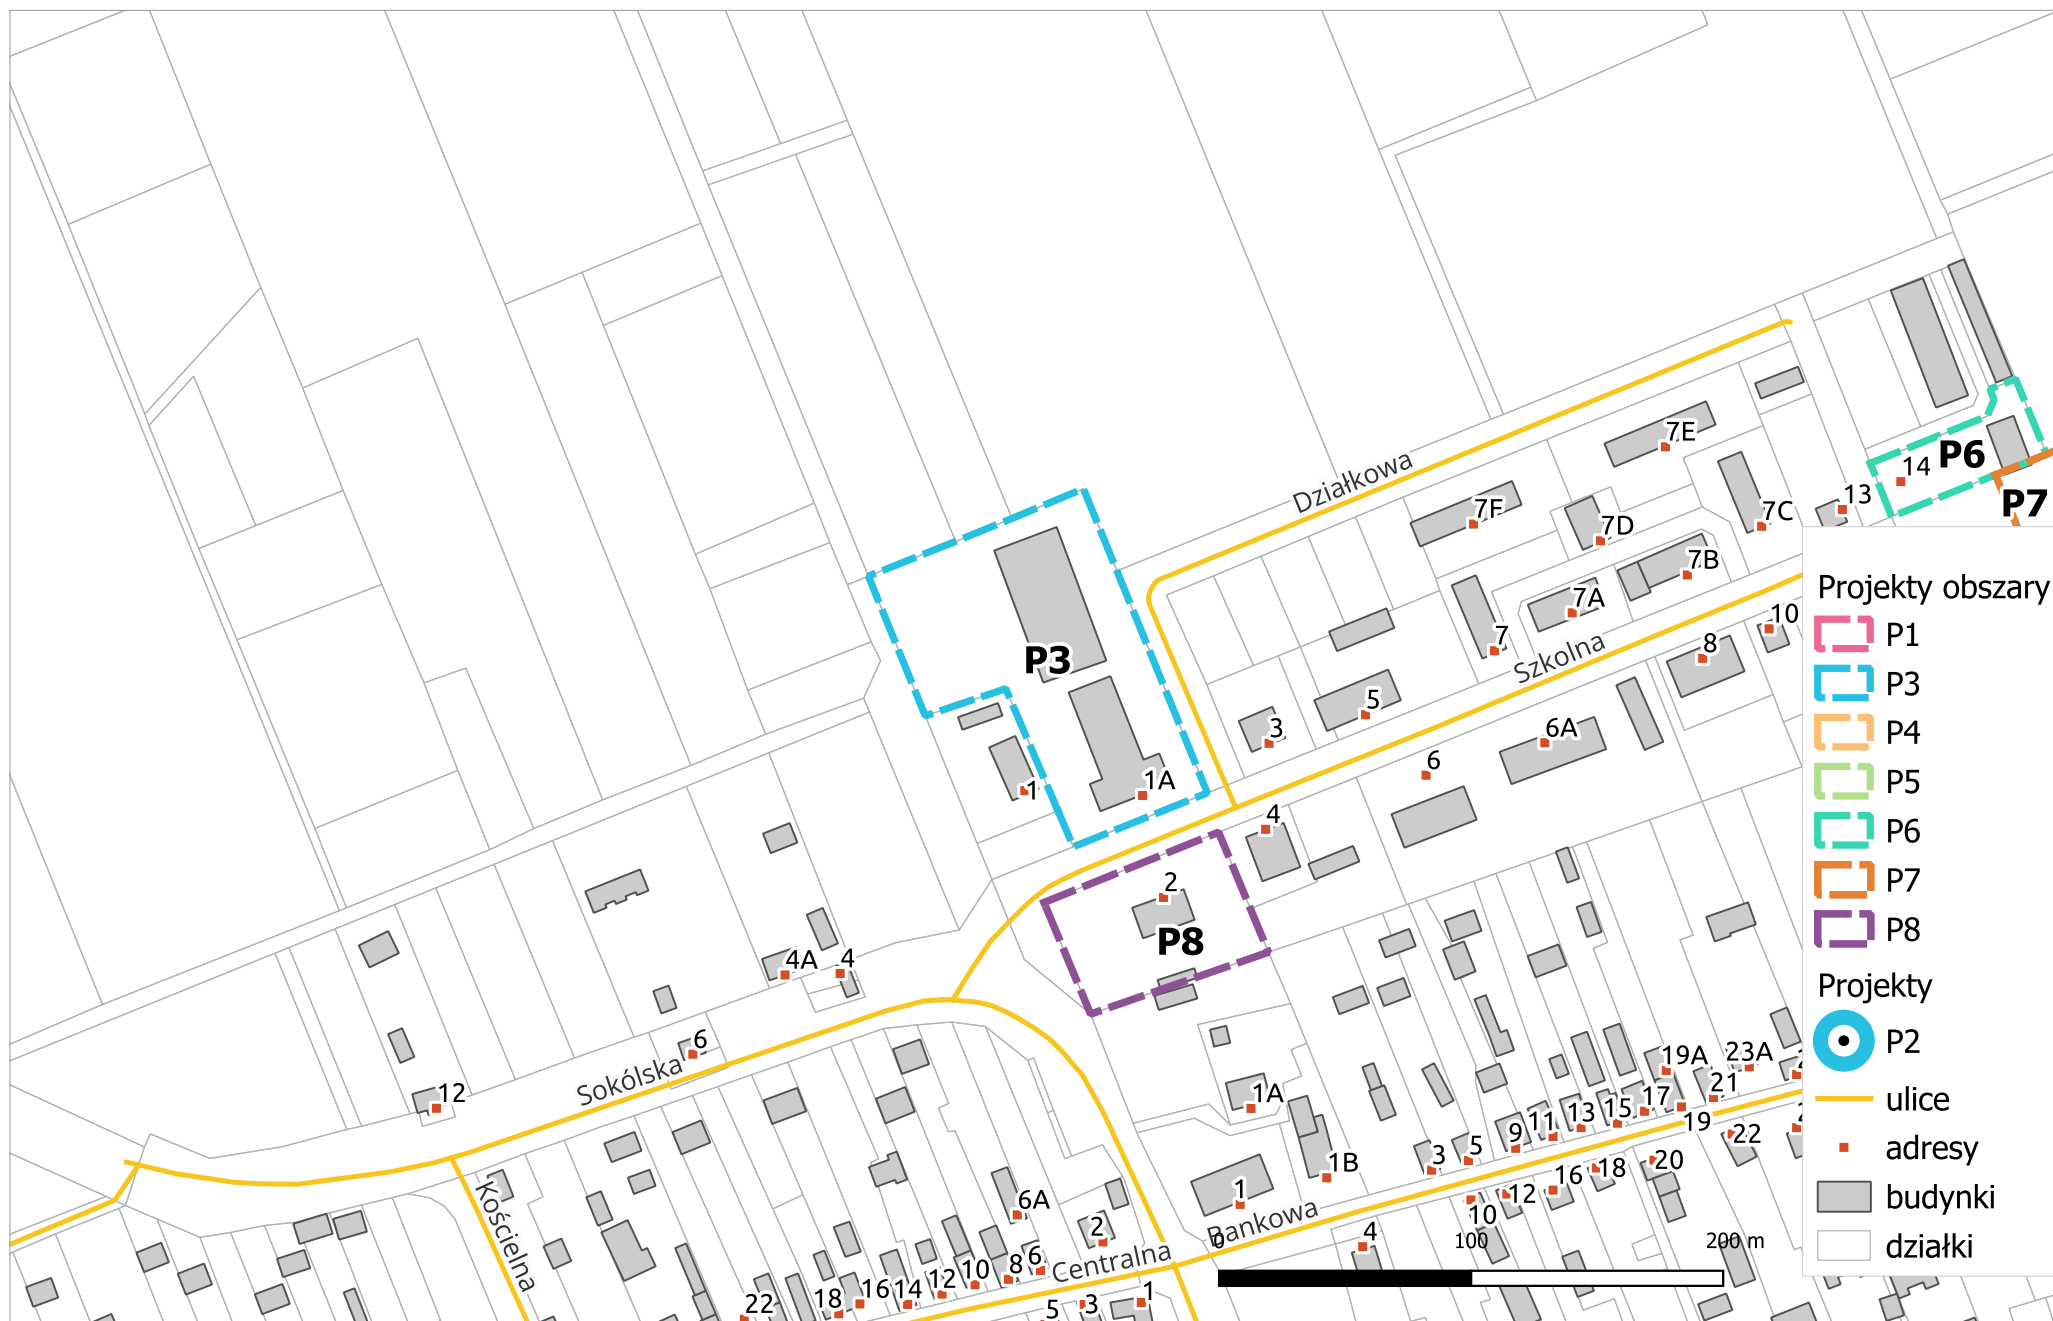 7E
14
P6
Działkowa
13
P7
7F
7C
7D
7B
Projekty obszary
7A
10
P1
7
Szkolna
8
P3
P3
5
3
6A
P4
6
1
1A
P5
4
P6
2
P7
P8
P8
4A
4
Projekty
6
P2
19A
23A
Sokólska
12
1A
21
17
ulice
15
13
11
19
9
22
5
3
adresy
1B
20
18
16
Kościelna
1
6A
12
budynki
10
Bankowa
2
4
0
100
200 m
6
Centralna
8
działki
10
12
14
16
18
22
1
3
5